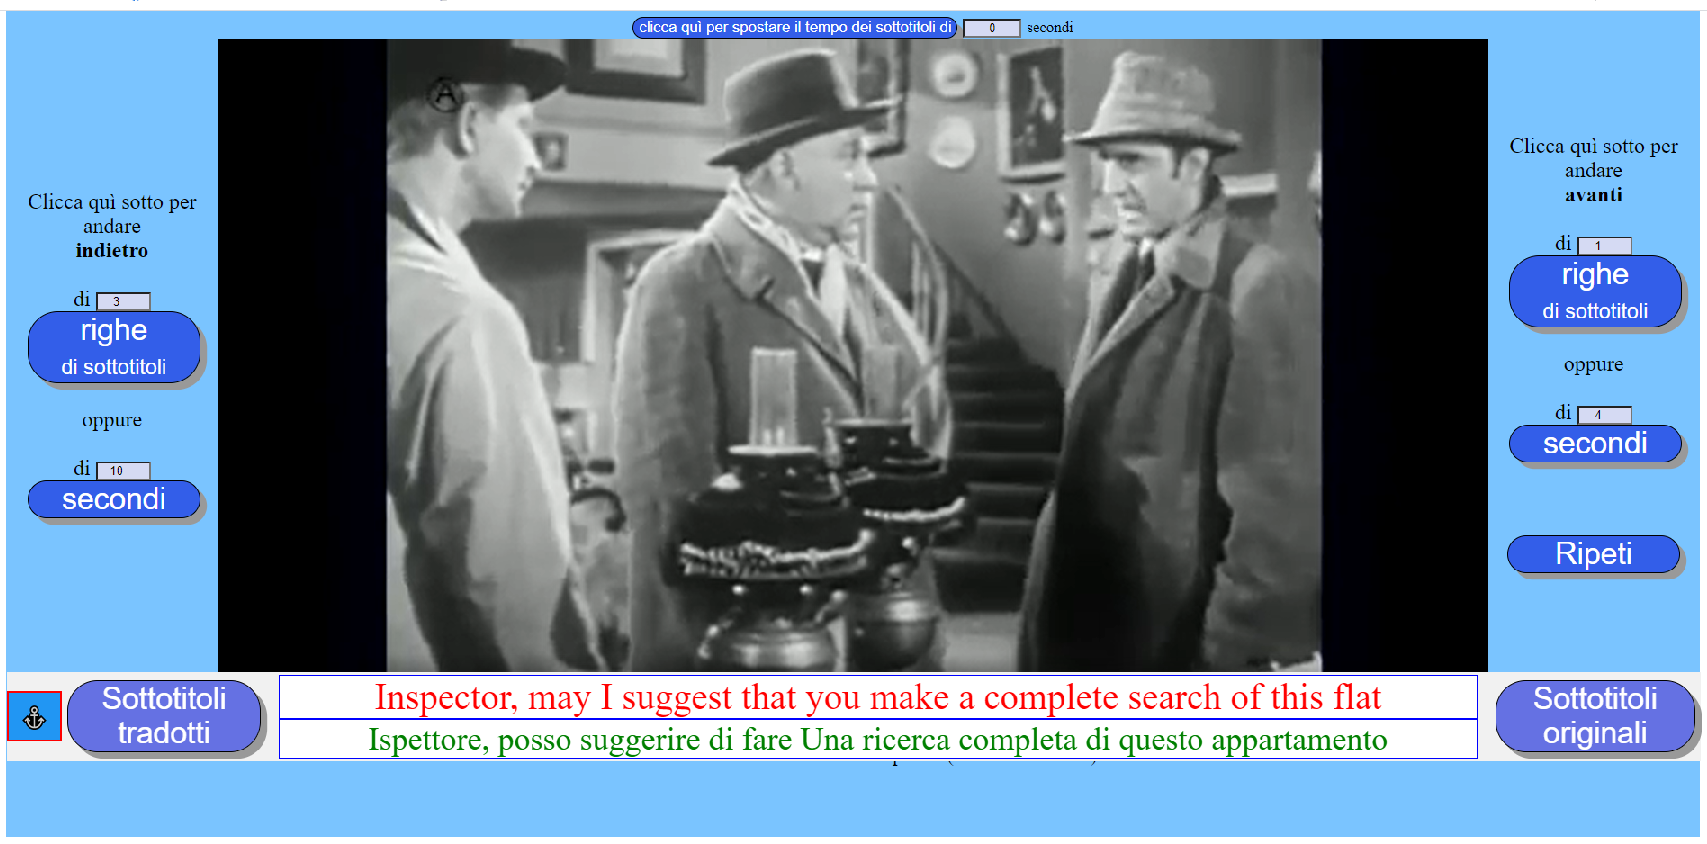 clicca quì per spostare il tempo dei sottotitoli di 0 secondi
A
Clicca quì sotto per
andare
indietro
di 3
righe
di sottotitoli
oppure
di 10
secondi
Clicca quì sotto per
andare
avanti
di 1
righe
di sottotitoli
oppure
di 4
secondi
Ripeti
Sottotitoli
tradotti
Inspector, may I suggest that you make a complete search of this flat
Ispettore, posso suggerire di fare Una ricerca completa di questo appartamento
Sottotitoli
originali